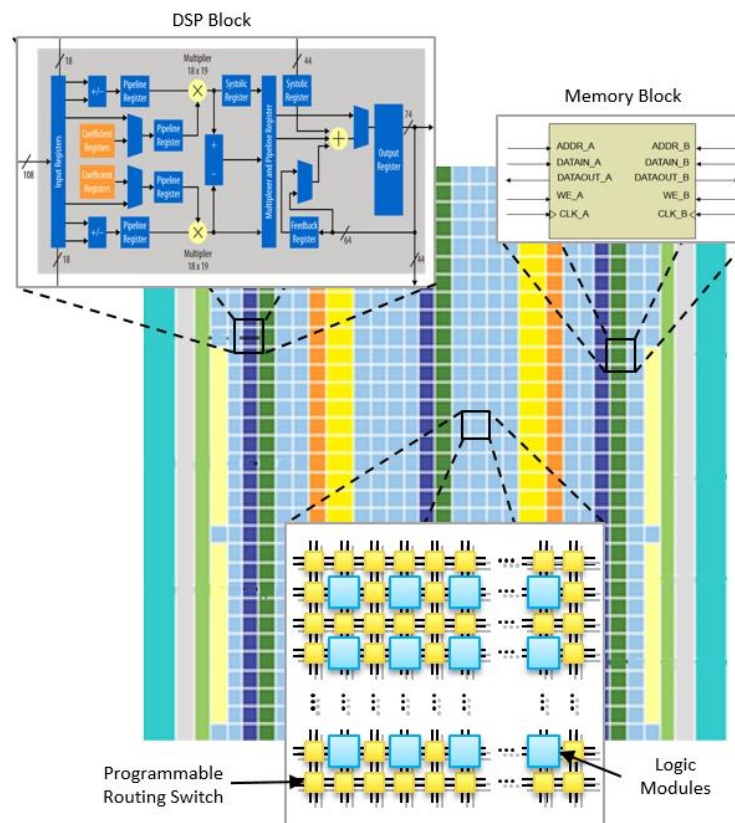 DSP Block
18
44
Multiplier
18 x 19
+/−
Pipeline
Register
×
Systolic
Register
Systolic
Register
Input Registers
Coefficient
Registers
Pipeline
Register
+
−
Multiplexer and Pipeline Register
+
Output
Register
74
108
Coefficient
Registers
Pipeline
Register
+/−
Pipeline
Register
×
Feedback
Register
64
18
Multiplier
18 x 19
44
Memory Block
ADDR_A ADDR_B
DATAIN_A DATAIN_B
DATAOUT_A DATAOUT_B
WE_A WE_B
CLK_A CLK_B
Programmable
Routing Switch
Logic
Modules